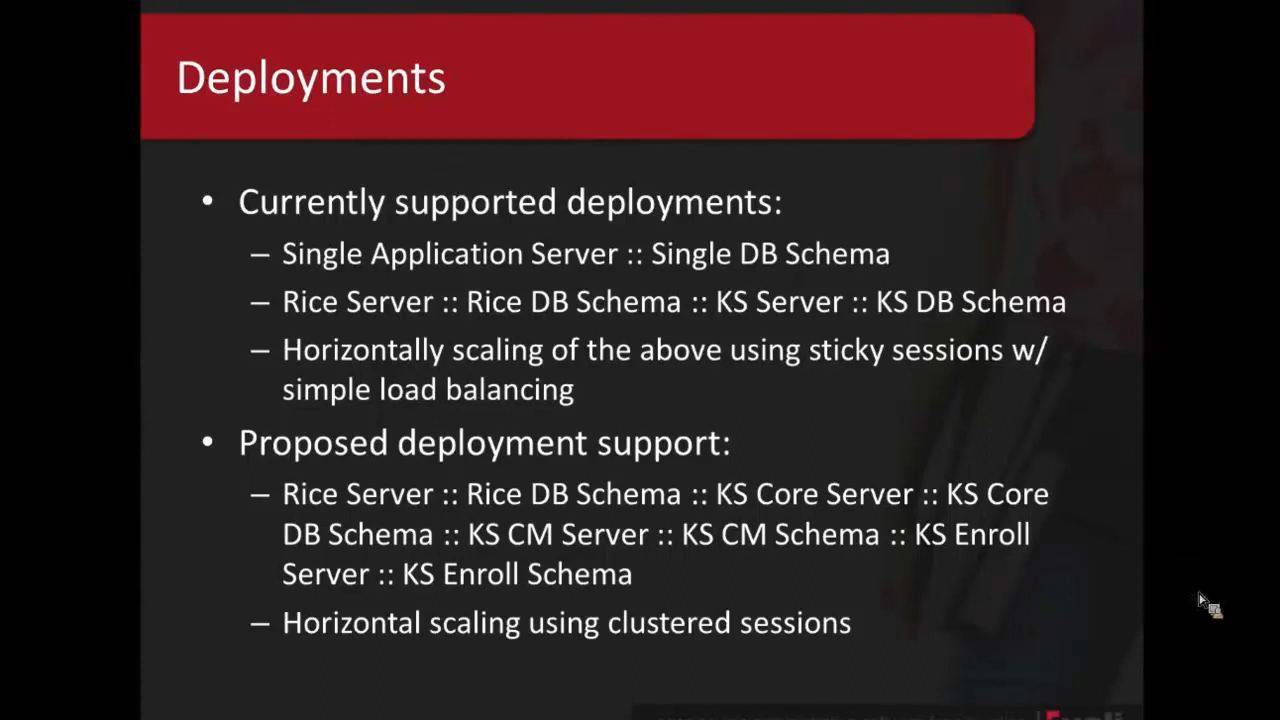 Deployments
• Currently supported deployments:
– Single Application Server :: Single DB Schema
– Rice Server :: Rice DB Schema :: KS Server :: KS DB Schema
– Horizontally scaling of the above using sticky sessions w/
simple load balancing
• Proposed deployment support:
– Rice Server :: Rice DB Schema :: KS Core Server :: KS Core
DB Schema :: KS CM Server :: KS CM Schema :: KS Enroll
Server :: KS Enroll Schema
– Horizontal scaling using clustered sessions